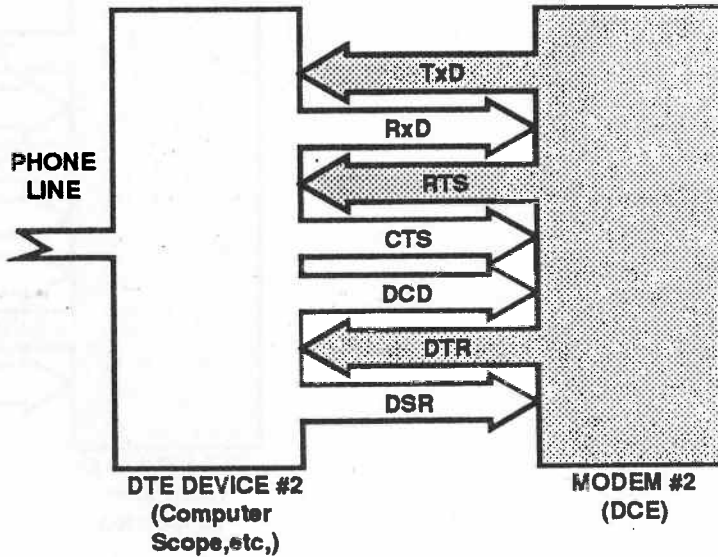 TxD
RxD
PHONE
LINE
RTS
CTS
DCD
DTR
DSR
DTE DEVICE #2
(Computer
Scope,etc,)
MODEM #2
(DCE)